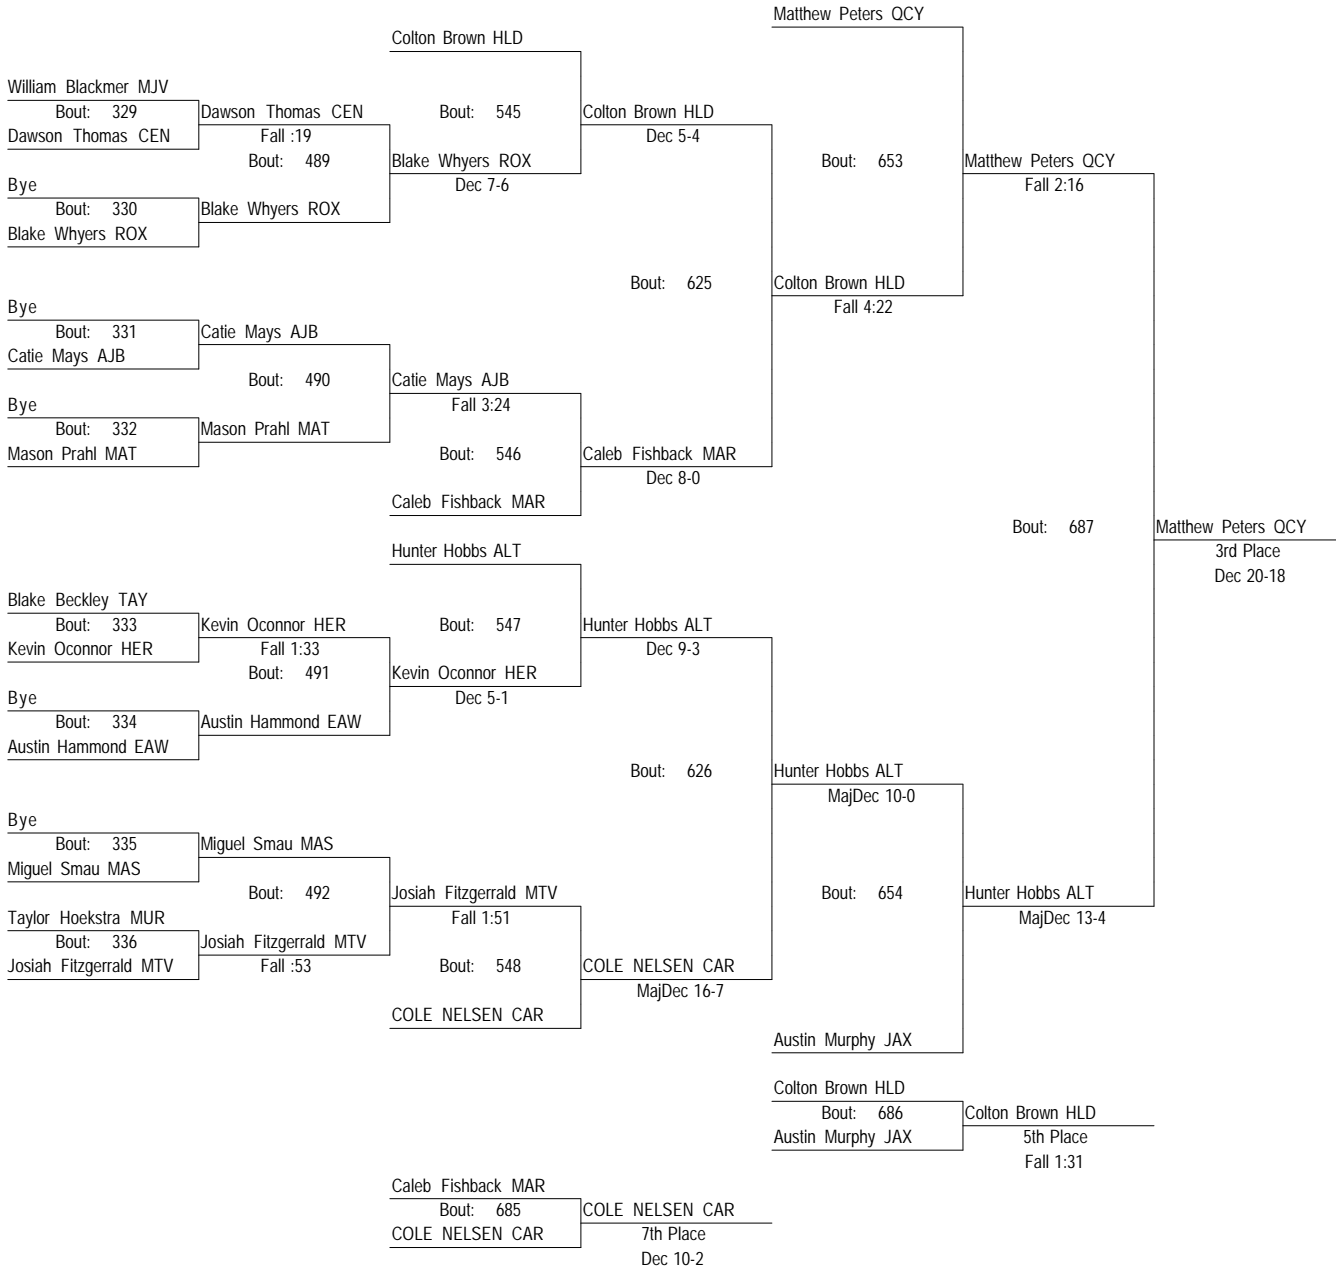 Matthew Peters QCY
Colton Brown HLD
William Blackmer MJV
Bout: 329
Dawson Thomas CEN
Dawson Thomas CEN
Fall :19
Bout: 545
Colton Brown HLD
Dec 5-4
Bout: 489
Blake Whyers ROX
Dec 7-6
Bout: 653
Matthew Peters QCY
Fall 2:16
Bye
Bout: 330
Blake Whyers ROX
Blake Whyers ROX
Bout: 625
Colton Brown HLD
Fall 4:22
Bye
Bout: 331
Catie Mays AJB
Catie Mays AJB
Bout: 490
Catie Mays AJB
Fall 3:24
Bye
Bout: 332
Mason Prahl MAT
Mason Prahl MAT
Bout: 546
Caleb Fishback MAR
Dec 8-0
Caleb Fishback MAR
Bout: 687
Matthew Peters QCY
3rd Place
Dec 20-18
Hunter Hobbs ALT
Blake Beckley TAY
Bout: 333
Kevin Oconnor HER
Kevin Oconnor HER
Fall 1:33
Bout: 547
Hunter Hobbs ALT
Dec 9-3
Bout: 491
Kevin Oconnor HER
Dec 5-1
Bye
Bout: 334
Austin Hammond EAW
Austin Hammond EAW
Bout: 626
Hunter Hobbs ALT
MajDec 10-0
Bye
Bout: 335
Miguel Smau MAS
Miguel Smau MAS
Bout: 492
Josiah Fitzgerrald MTV
Fall 1:51
Bout: 654
Hunter Hobbs ALT
MajDec 13-4
Taylor Hoekstra MUR
Bout: 336
Josiah Fitzgerrald MTV
Josiah Fitzgerrald MTV
Fall :53
Bout: 548
COLE NELSEN CAR
MajDec 16-7
COLE NELSEN CAR
Austin Murphy JAX
Colton Brown HLD
Bout: 686
Austin Murphy JAX
Colton Brown HLD
5th Place
Fall 1:31
Caleb Fishback MAR
Bout: 685
COLE NELSEN CAR
COLE NELSEN CAR
7th Place
Dec 10-2